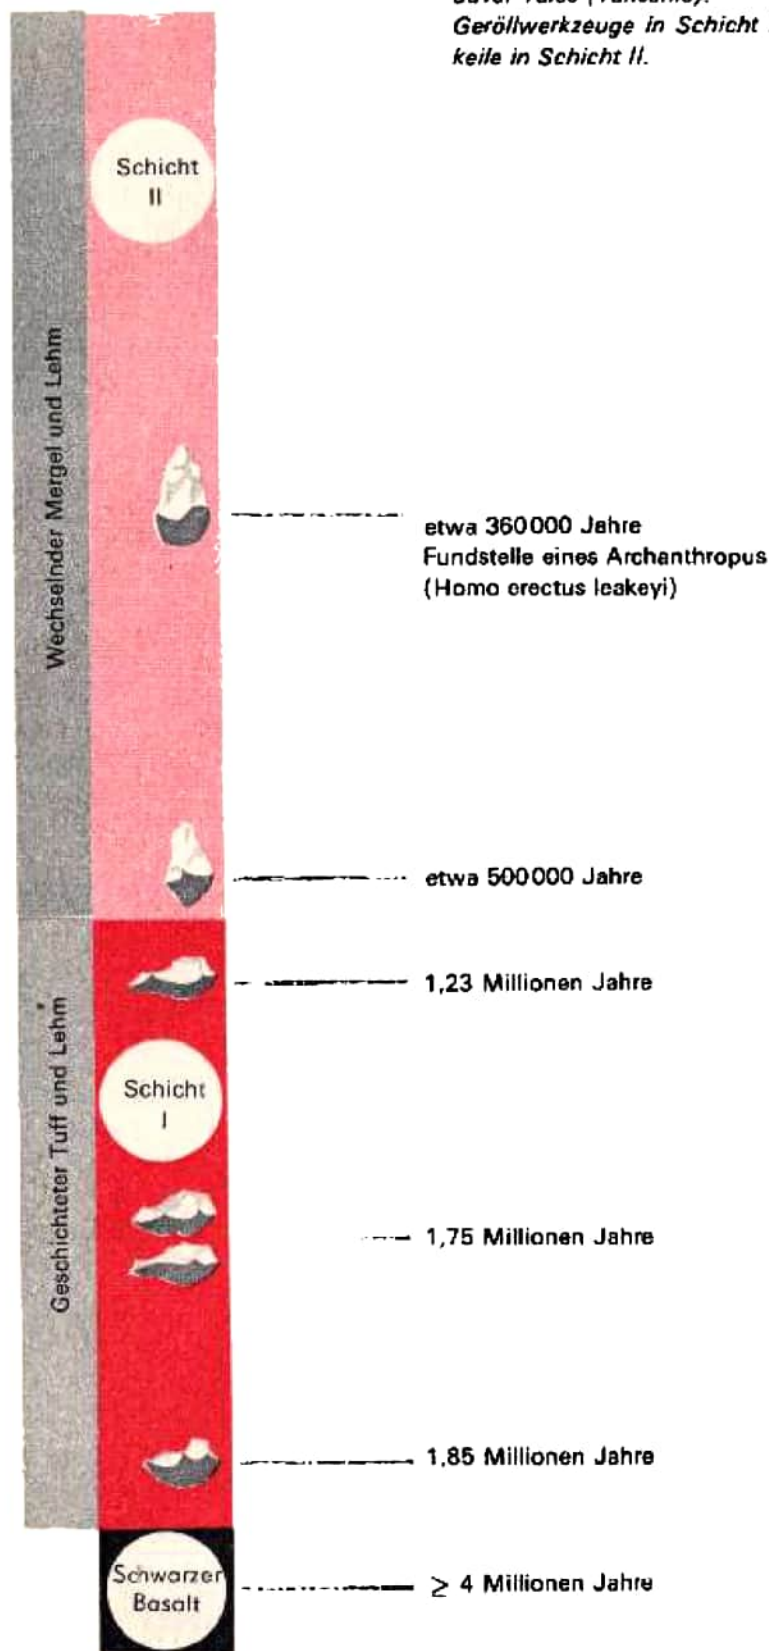 Geröllwerkzeuge in Schicht
keile in Schicht II.
Schicht
II
Wechselnder Mergel und Lehm
etwa 360000 Jahre
Fundstelle eines Archanthropus
(Homo erectus leakeyi)
etwa 500000 Jahre
1,23 Millionen Jahre
Geschichteter Tuff und Lehm
Schicht
I
1,75 Millionen Jahre
1,85 Millionen Jahre
Schwarzer
Basalt
≥ 4 Millionen Jahre